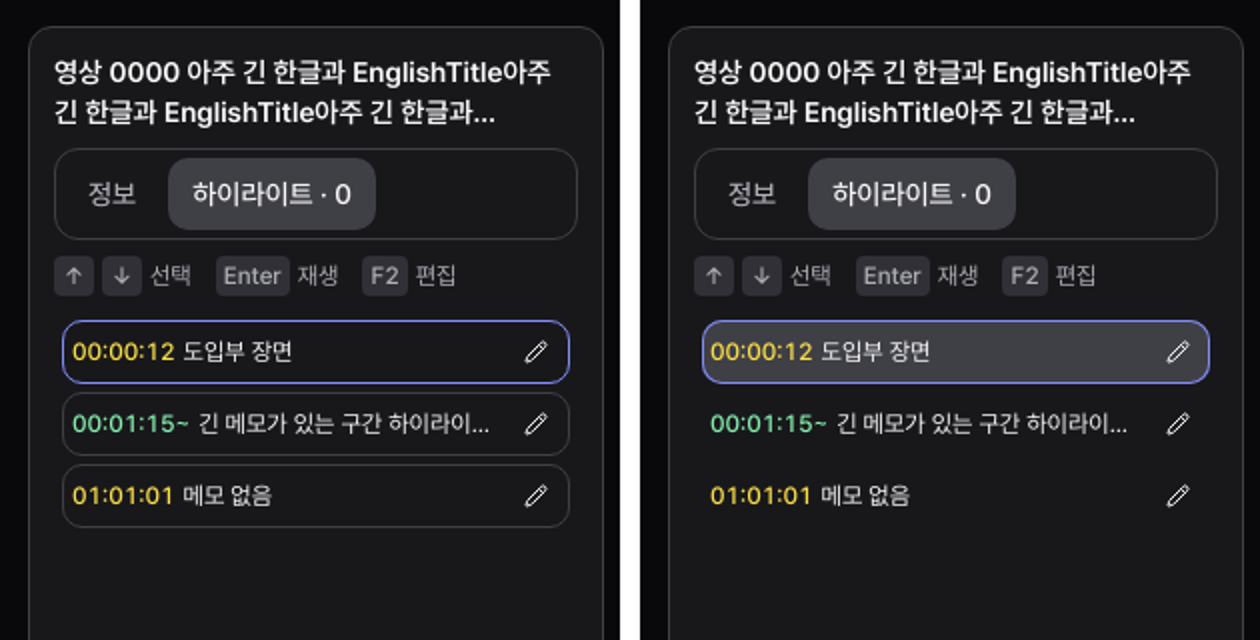 영상 0000 아주 긴 한글과 EnglishTitle아주
긴 한글과 EnglishTitle아주 긴 한글과...
정보 하이라이트 · 0
↑ ↓ 선택 Enter 재생 F2 편집
00:00:12 도입부 장면
00:01:15~ 긴 메모가 있는 구간 하이라이...
01:01:01 메모 없음
영상 0000 아주 긴 한글과 EnglishTitle아주
긴 한글과 EnglishTitle아주 긴 한글과...
정보 하이라이트 · 0
↑ ↓ 선택 Enter 재생 F2 편집
00:00:12 도입부 장면
00:01:15~ 긴 메모가 있는 구간 하이라이...
01:01:01 메모 없음